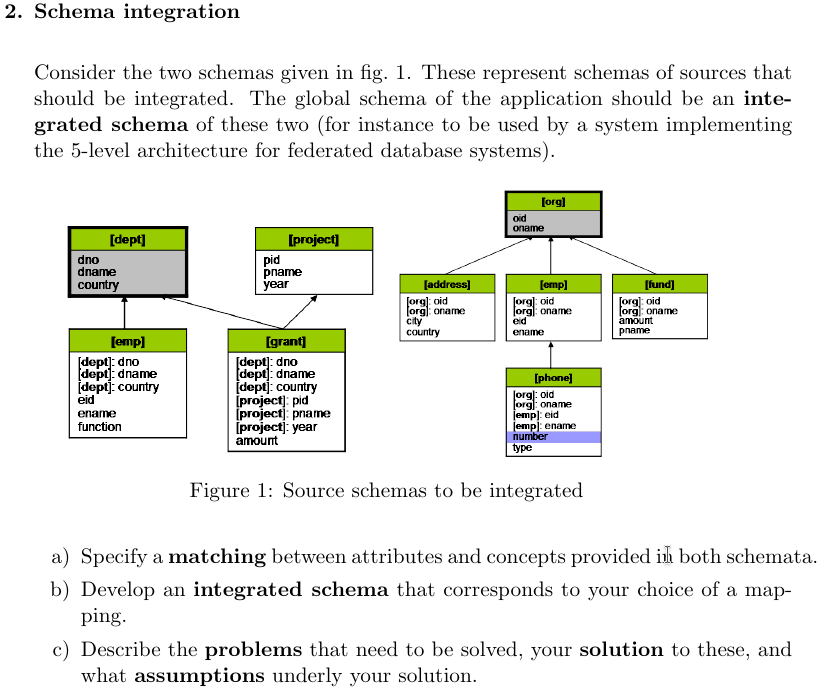 2. Schema integration
Consider the two schemas given in fig. 1. These represent schemas of sources that
should be integrated. The global schema of the application should be an inte-
grated schema of these two (for instance to be used by a system implementing
the 5-level architecture for federated database systems).
[dept]
dno
dname
country
[project]
pid
pname
year
[emp]
[dept]: dno
[dept]: dname
[dept]: country
eid
ename
function
[grant]
[dept]: dno
[dept]: dname
[dept]: country
[project]: pid
[project]: pname
[project]: year
amount
[org]
oid
oname
[address]
[org]: oid
[org]: oname
city
country
[emp]
[org]: oid
[org]: oname
eid
ename
[fund]
[org]: oid
[org]: oname
amount
pname
[phone]
[org]: oid
[org]: oname
[emp]: eid
[emp]: ename
number
type
Figure 1: Source schemas to be integrated
a) Specify a matching between attributes and concepts provided in both schemata.
b) Develop an integrated schema that corresponds to your choice of a map-
ping.
c) Describe the problems that need to be solved, your solution to these, and
what assumptions underly your solution.